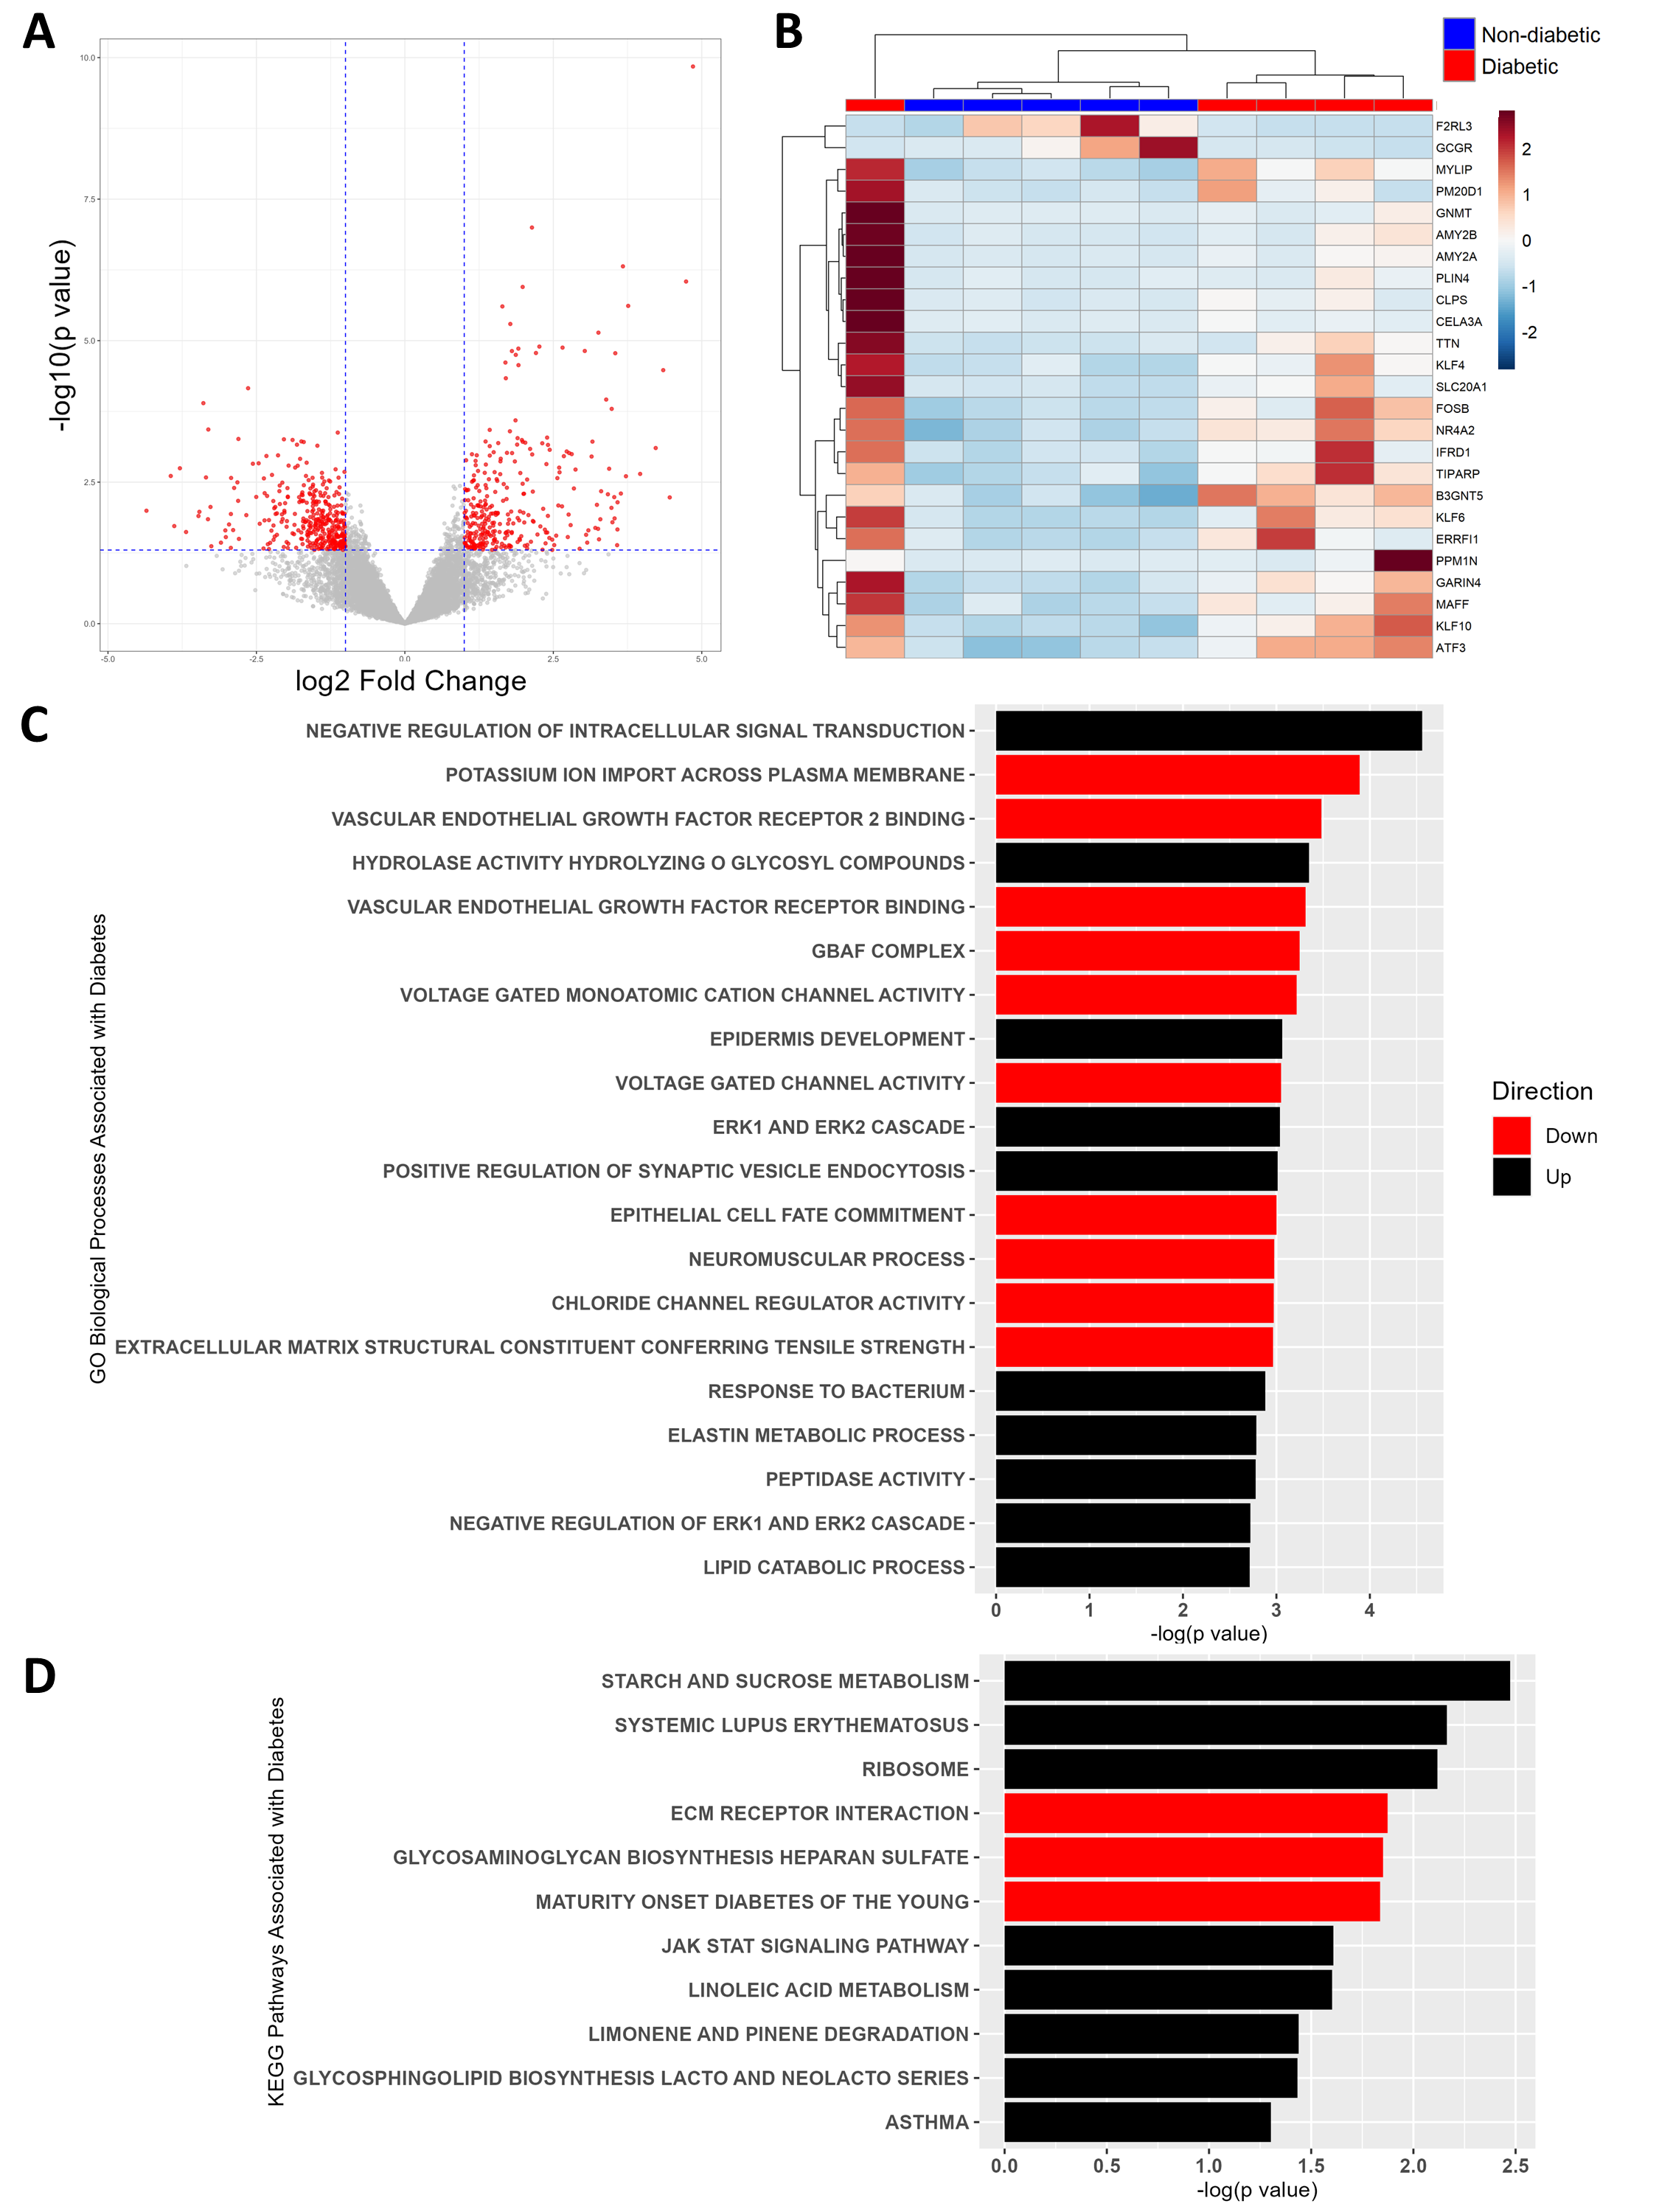 A
10.0
7.5
5.0
2.5
0.0
-log10(p value)
-5.0
-2.5
0.0
2.5
5.0
log2 Fold Change
B
Non-diabetic
Diabetic
F2RL3
GCGR
MYLIP
PM20D1
GNMT
AMY2B
AMY2A
PLIN4
CLPS
CELA3A
TTN
KLF4
SLC20A1
FOSB
NR4A2
IFRD1
TIPARP
B3GNT5
KLF6
ERRFI1
PPM1N
GARIN4
MAFF
KLF10
ATF3
2
1
0
-1
-2
C
GO Biological Processes Associated with Diabetes
NEGATIVE REGULATION OF INTRACELLULAR SIGNAL TRANSDUCTION
POTASSIUM ION IMPORT ACROSS PLASMA MEMBRANE
VASCULAR ENDOTHELIAL GROWTH FACTOR RECEPTOR 2 BINDING
HYDROLASE ACTIVITY HYDROLYZING O GLYCOSYL COMPOUNDS
VASCULAR ENDOTHELIAL GROWTH FACTOR RECEPTOR BINDING
GBAF COMPLEX
VOLTAGE GATED MONOATOMIC CATION CHANNEL ACTIVITY
EPIDERMIS DEVELOPMENT
VOLTAGE GATED CHANNEL ACTIVITY
ERK1 AND ERK2 CASCADE
POSITIVE REGULATION OF SYNAPTIC VESICLE ENDOCYTOSIS
EPITHELIAL CELL FATE COMMITMENT
NEUROMUSCULAR PROCESS
CHLORIDE CHANNEL REGULATOR ACTIVITY
EXTRACELLULAR MATRIX STRUCTURAL CONSTITUENT CONFERRING TENSILE STRENGTH
RESPONSE TO BACTERIUM
ELASTIN METABOLIC PROCESS
PEPTIDASE ACTIVITY
NEGATIVE REGULATION OF ERK1 AND ERK2 CASCADE
LIPID CATABOLIC PROCESS
0
1
2
3
4
-log(p value)
Direction
Down
Up
D
KEGG Pathways Associated with Diabetes
STARCH AND SUCROSE METABOLISM
SYSTEMIC LUPUS ERYTHEMATOSUS
RIBOSOME
ECM RECEPTOR INTERACTION
GLYCOSAMINOGLYCAN BIOSYNTHESIS HEPARAN SULFATE
MATURITY ONSET DIABETES OF THE YOUNG
JAK STAT SIGNALING PATHWAY
LINOLEIC ACID METABOLISM
LIMONENE AND PINENE DEGRADATION
GLYCOSPHINGOLIPID BIOSYNTHESIS LACTO AND NEOLACTO SERIES
ASTHMA
0.0
0.5
1.0
1.5
2.0
2.5
-log(p value)